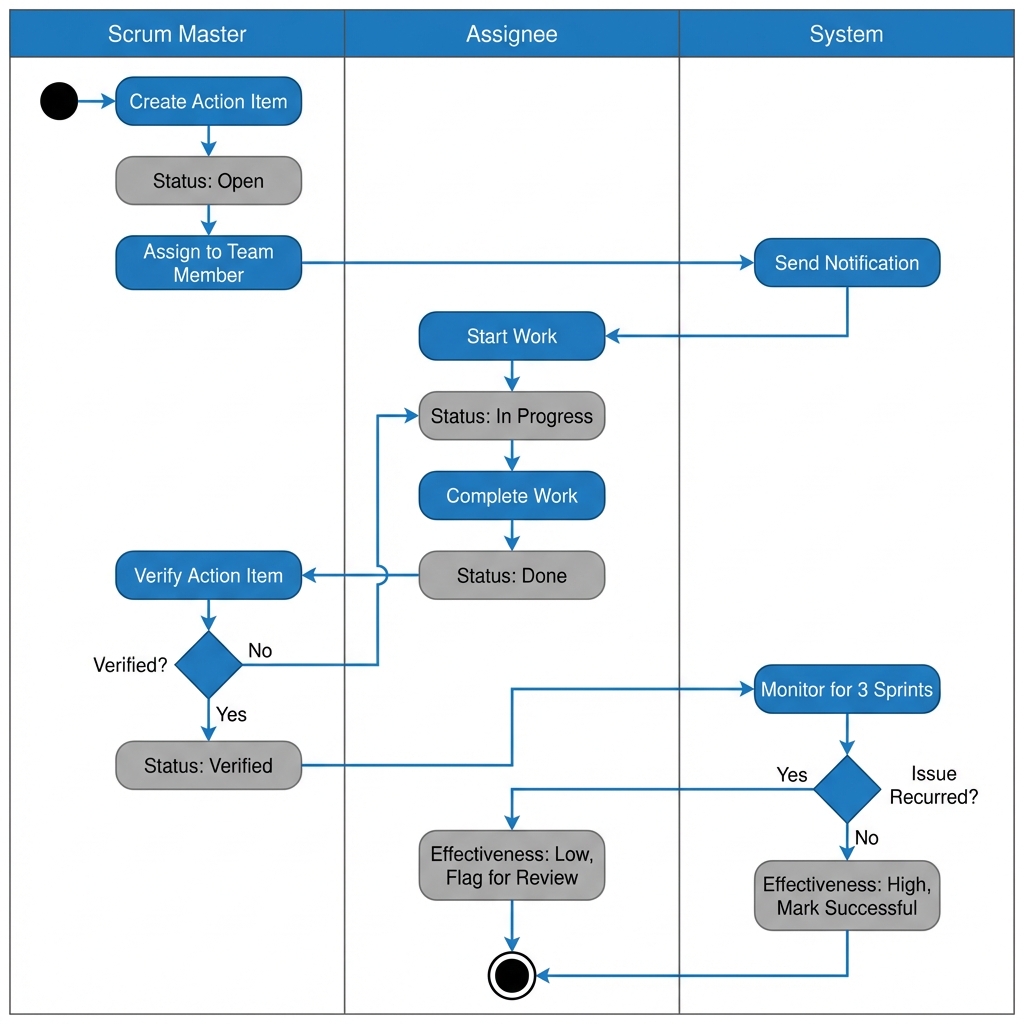 Scrum Master
Assignee
System
Create Action Item
Status: Open
Assign to Team
Member
Send Notification
Start Work
Status: In Progress
Complete Work
Status: Done
Verify Action Item
Verified?
No
Yes
Status: Verified
Monitor for 3 Sprints
Issue
Recurred?
Yes
No
Effectiveness: Low,
Flag for Review
Effectiveness: High,
Mark Successful